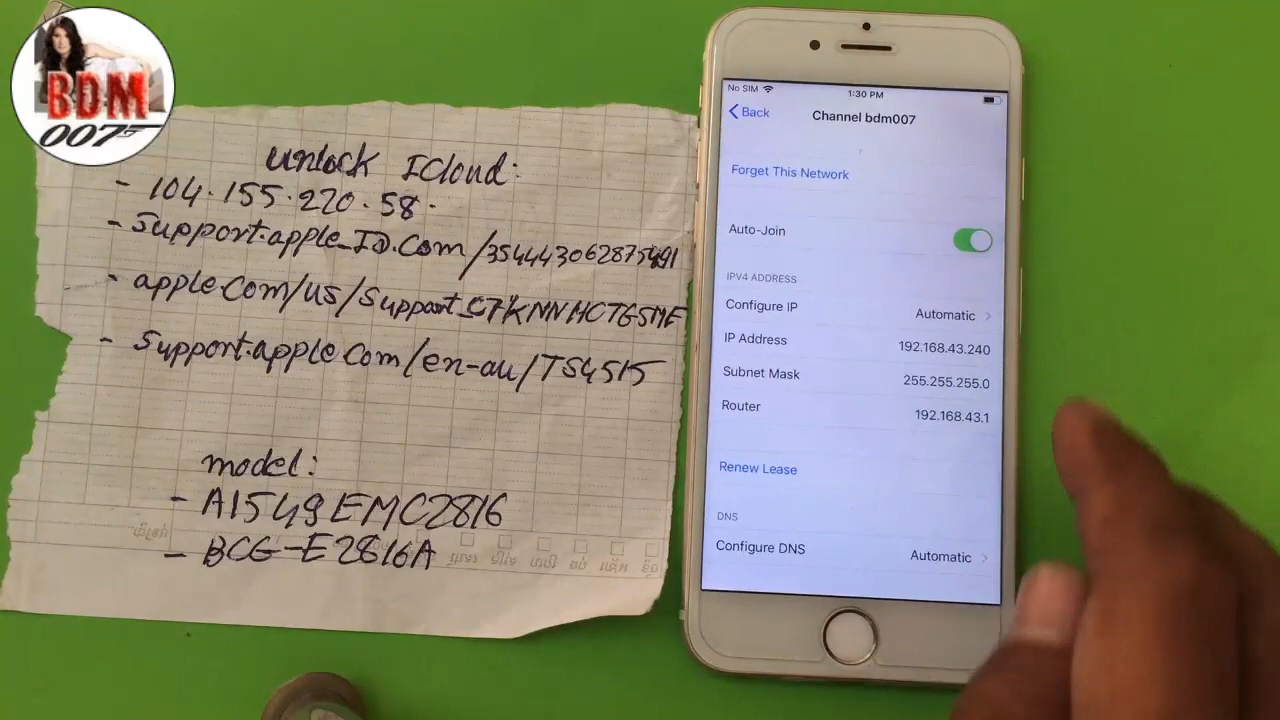 BDM
007
unlock ICloud:
- 104.155.220.58.
- Support.apple_ID.Com/354443062875491
- apple.Com/us/Support_C7KNNHCTG5MF
- Support.apple.Com/en-au/TS4515
model:
- A1549EMC2816
- BCG-E2816A
No SIM
1:30 PM
Back
Channel bdm007
Forget This Network
Auto-Join
IPV4 ADDRESS
Configure IP Automatic
IP Address 192.168.43.240
Subnet Mask 255.255.255.0
Router 192.168.43.1
Renew Lease
DNS
Configure DNS Automatic